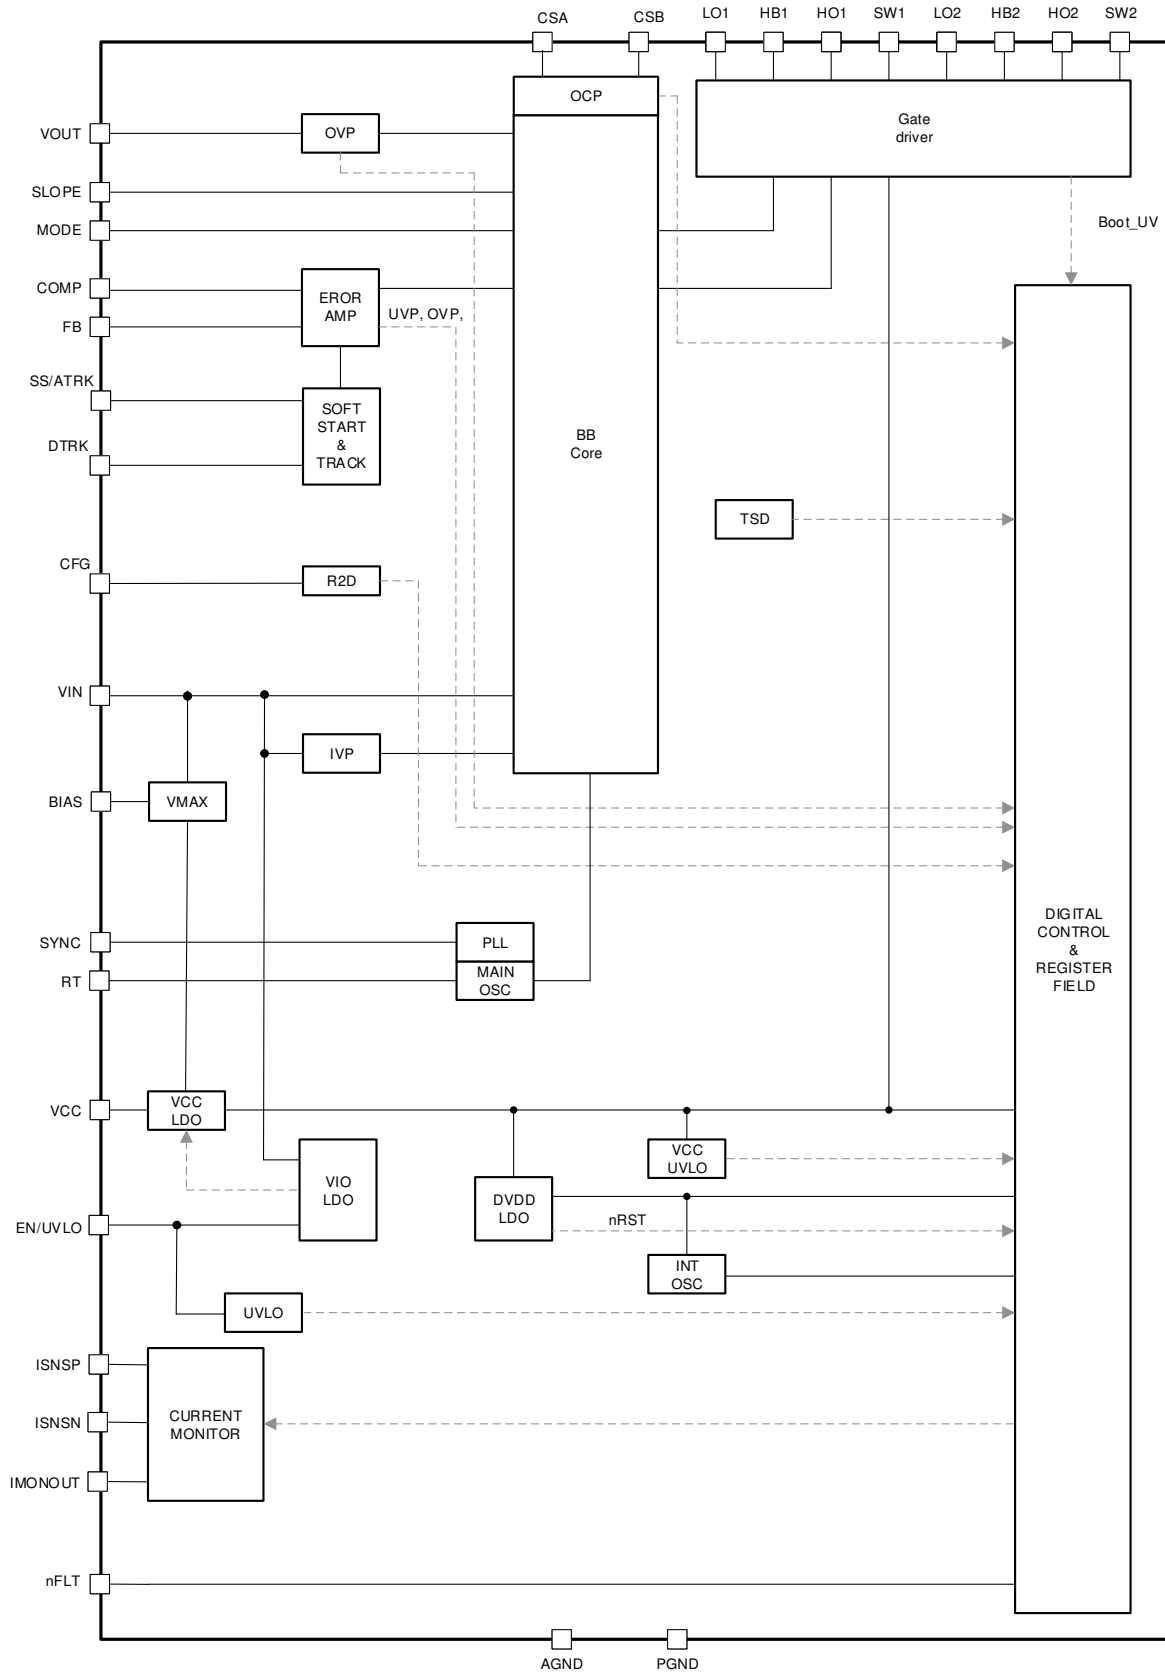 CSA
CSB
LO1
HB1
HO1
SW1
LO2
HB2
HO2
SW2
OCP
Gate
driver
VOUT
OVP
SLOPE
MODE
Boot_UV
COMP
EROR
AMP
UVP, OVP,
FB
SS/ATRK
SOFT
START
&
TRACK
DTRK
BB
Core
TSD
CFG
R2D
VIN
IVP
BIAS
VMAX
DIGITAL
CONTROL
&
REGISTER
FIELD
SYNC
PLL
RT
MAIN
OSC
VCC
VCC
LDO
VCC
UVLO
VIO
LDO
DVDD
LDO
nRST
EN/UVLO
INT
OSC
UVLO
ISNSP
ISNSN
CURRENT
MONITOR
IMONOUT
nFLT
AGND
PGND